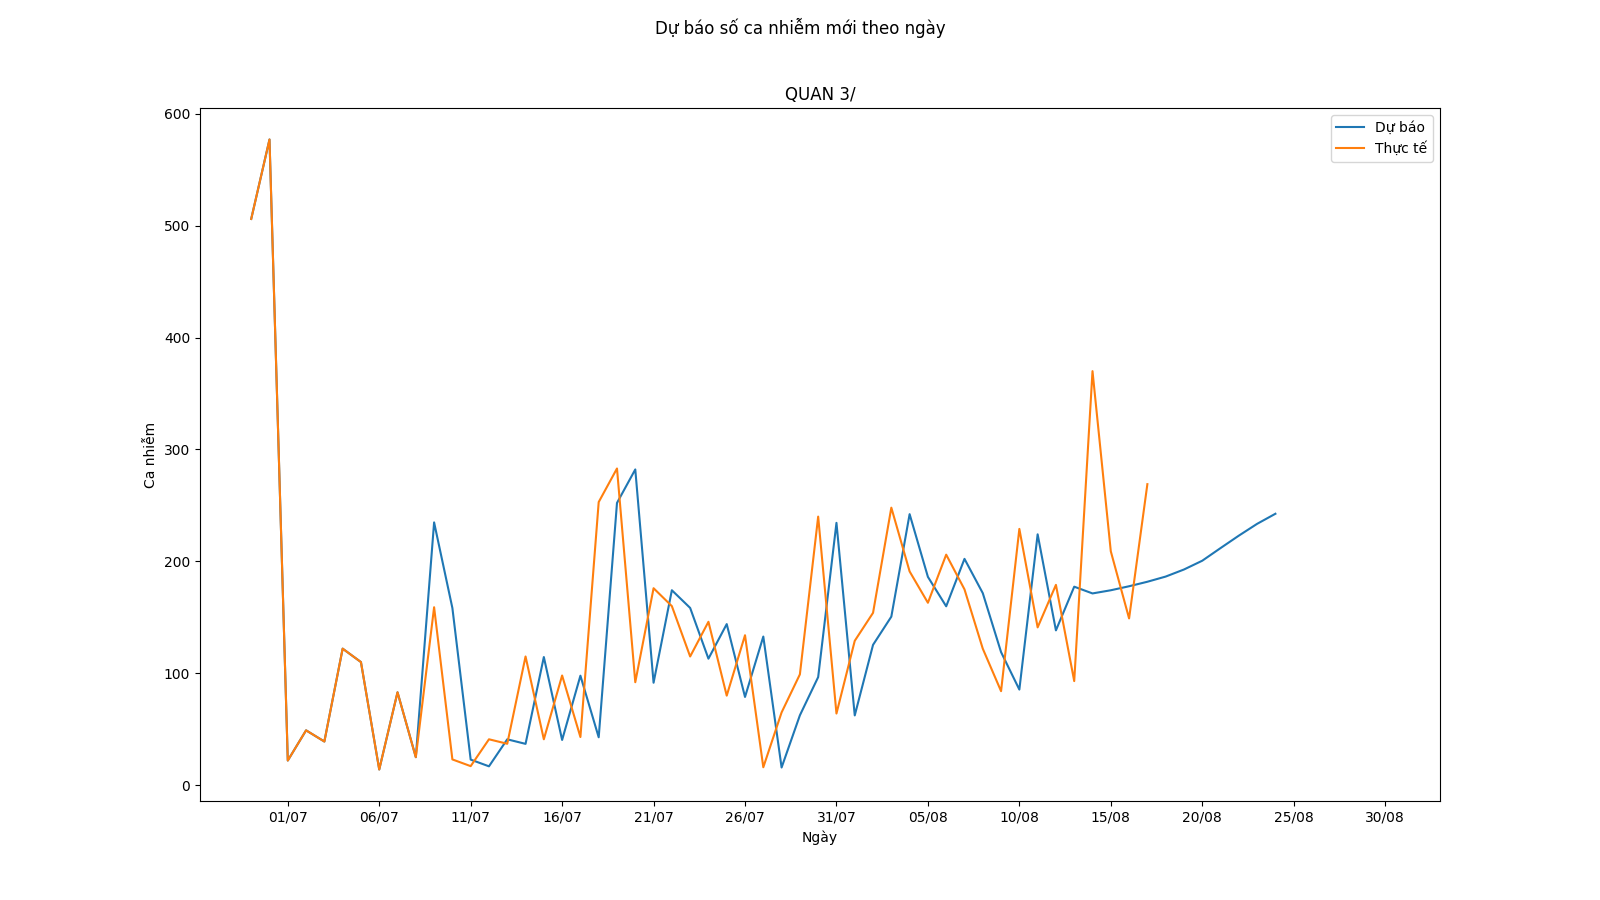 Dự báo số ca nhiễm mới theo ngày
QUAN 3/
Dự báo
Thực tế
Ca nhiễm
600
500
400
300
200
100
0
01/07 06/07 11/07 16/07 21/07 26/07 31/07 05/08 10/08 15/08 20/08 25/08 30/08
Ngày